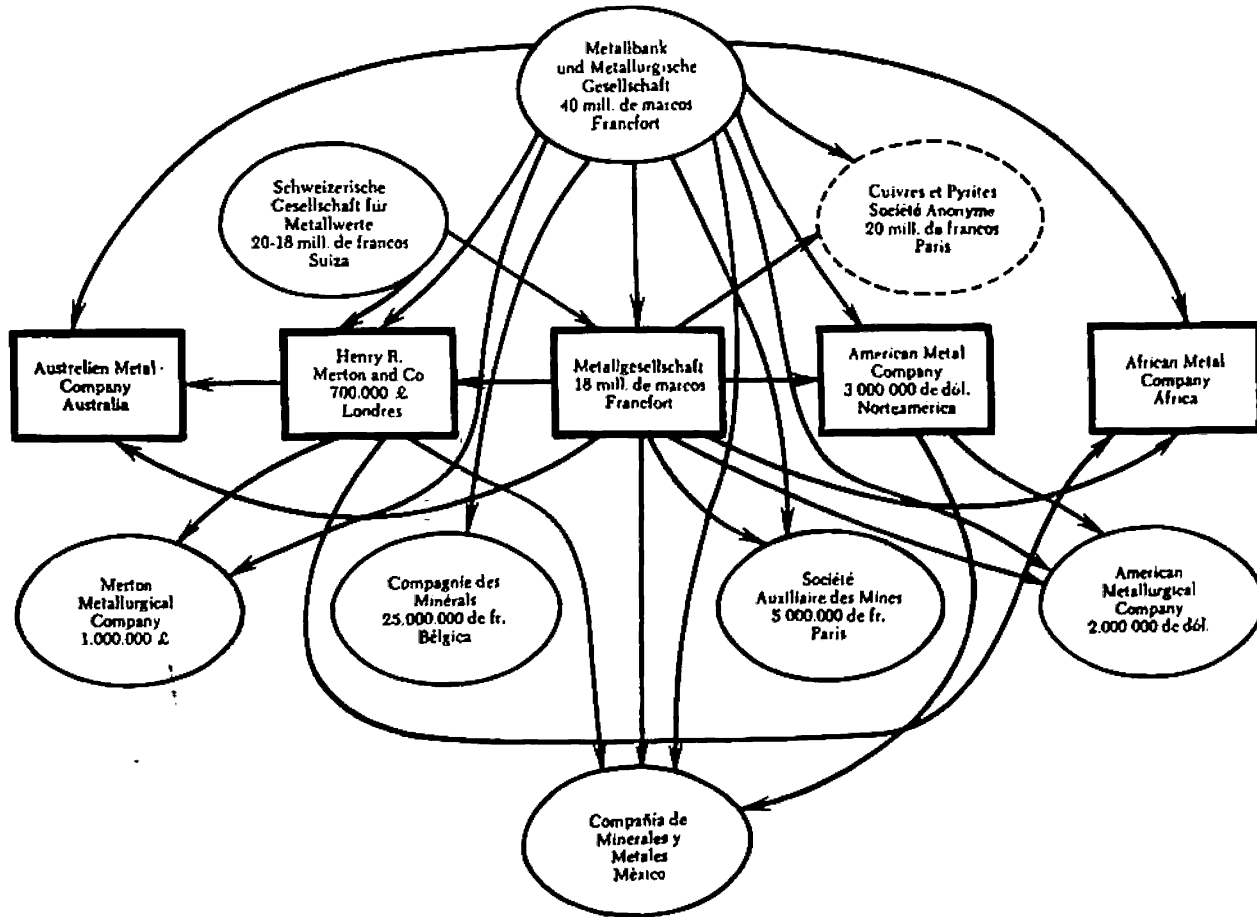 Metallbank
und Metallurgische
Gesellschaft
40 mill. de marcos
Francfort
Schweizerische
Gesellschaft für
Metallwerte
20-18 mill. de francos
Suiza
Cuivres et Pyrites
Société Anonyme
20 mill. de francos
Paris
Australien Metal
Company
Australia
Henry R.
Merton and Co
700.000 £
Londres
Metallgesellschaft
18 mill. de marcos
Francfort
American Metal
Company
3 000 000 de dól.
Norteamérica
African Metal
Company
Africa
Merton
Metallurgical
Company
1.000.000 £
Compagnie des
Minérals
25.000.000 de fr.
Bélgica
Société
Auxiliaire des Mines
5 000.000 de fr.
Paris
American
Metallurgical
Company
2.000 000 de dól.
Compañía de
Minerales y
Metales
México